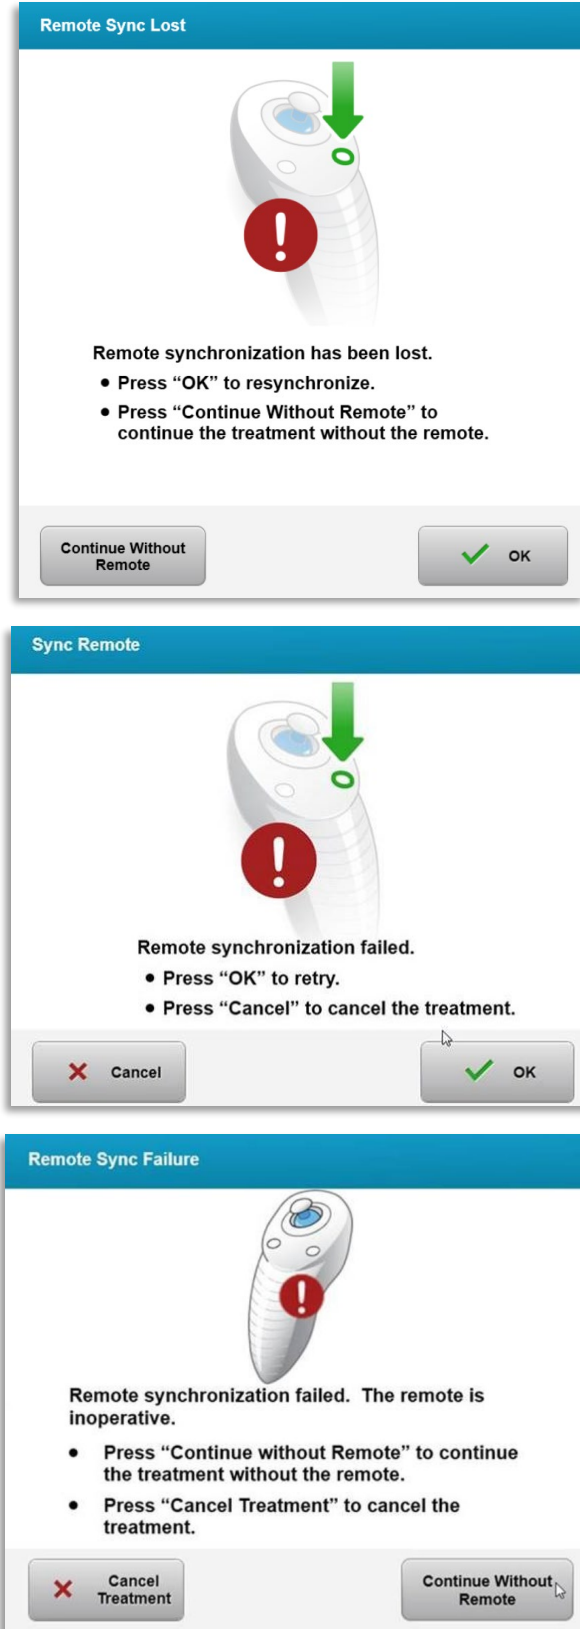 Remote Sync Lost
Remote synchronization has been lost.
● Press “OK” to resynchronize.
● Press “Continue Without Remote” to
continue the treatment without the remote.
Continue Without
Remote
OK
Sync Remote
Remote synchronization failed.
● Press “OK” to retry.
● Press “Cancel” to cancel the treatment.
Cancel
OK
Remote Sync Failure
Remote synchronization failed. The remote is
inoperative.
● Press “Continue without Remote” to continue
the treatment without the remote.
● Press “Cancel Treatment” to cancel the
treatment.
Cancel
Treatment
Continue Without
Remote